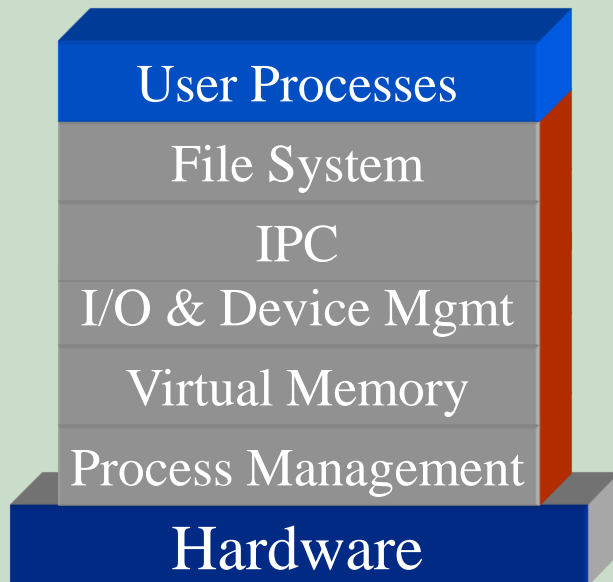 User Processes
File System
IPC
I/O & Device Mgmt
Virtual Memory
Process Management
Hardware